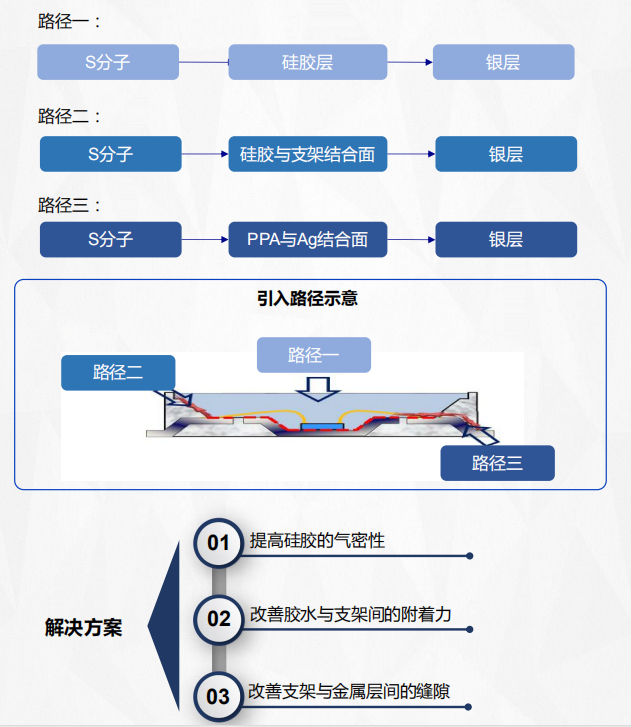 路径一：
S分子
硅胶层
银层
路径二：
S分子
硅胶与支架结合面
银层
路径三：
S分子
PPA与Ag结合面
银层
引入路径示意
路径一
路径二
路径三
解决方案
01
提高硅胶的气密性
02
改善胶水与支架间的附着力
03
改善支架与金属层间的缝隙